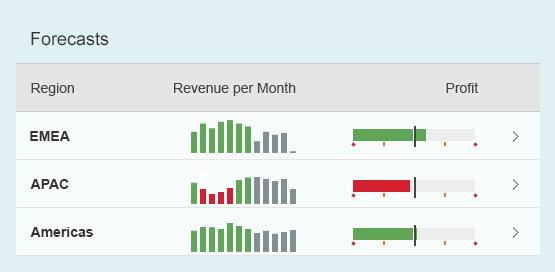 Forecasts
Region Revenue per Month Profit
EMEA
APAC
Americas